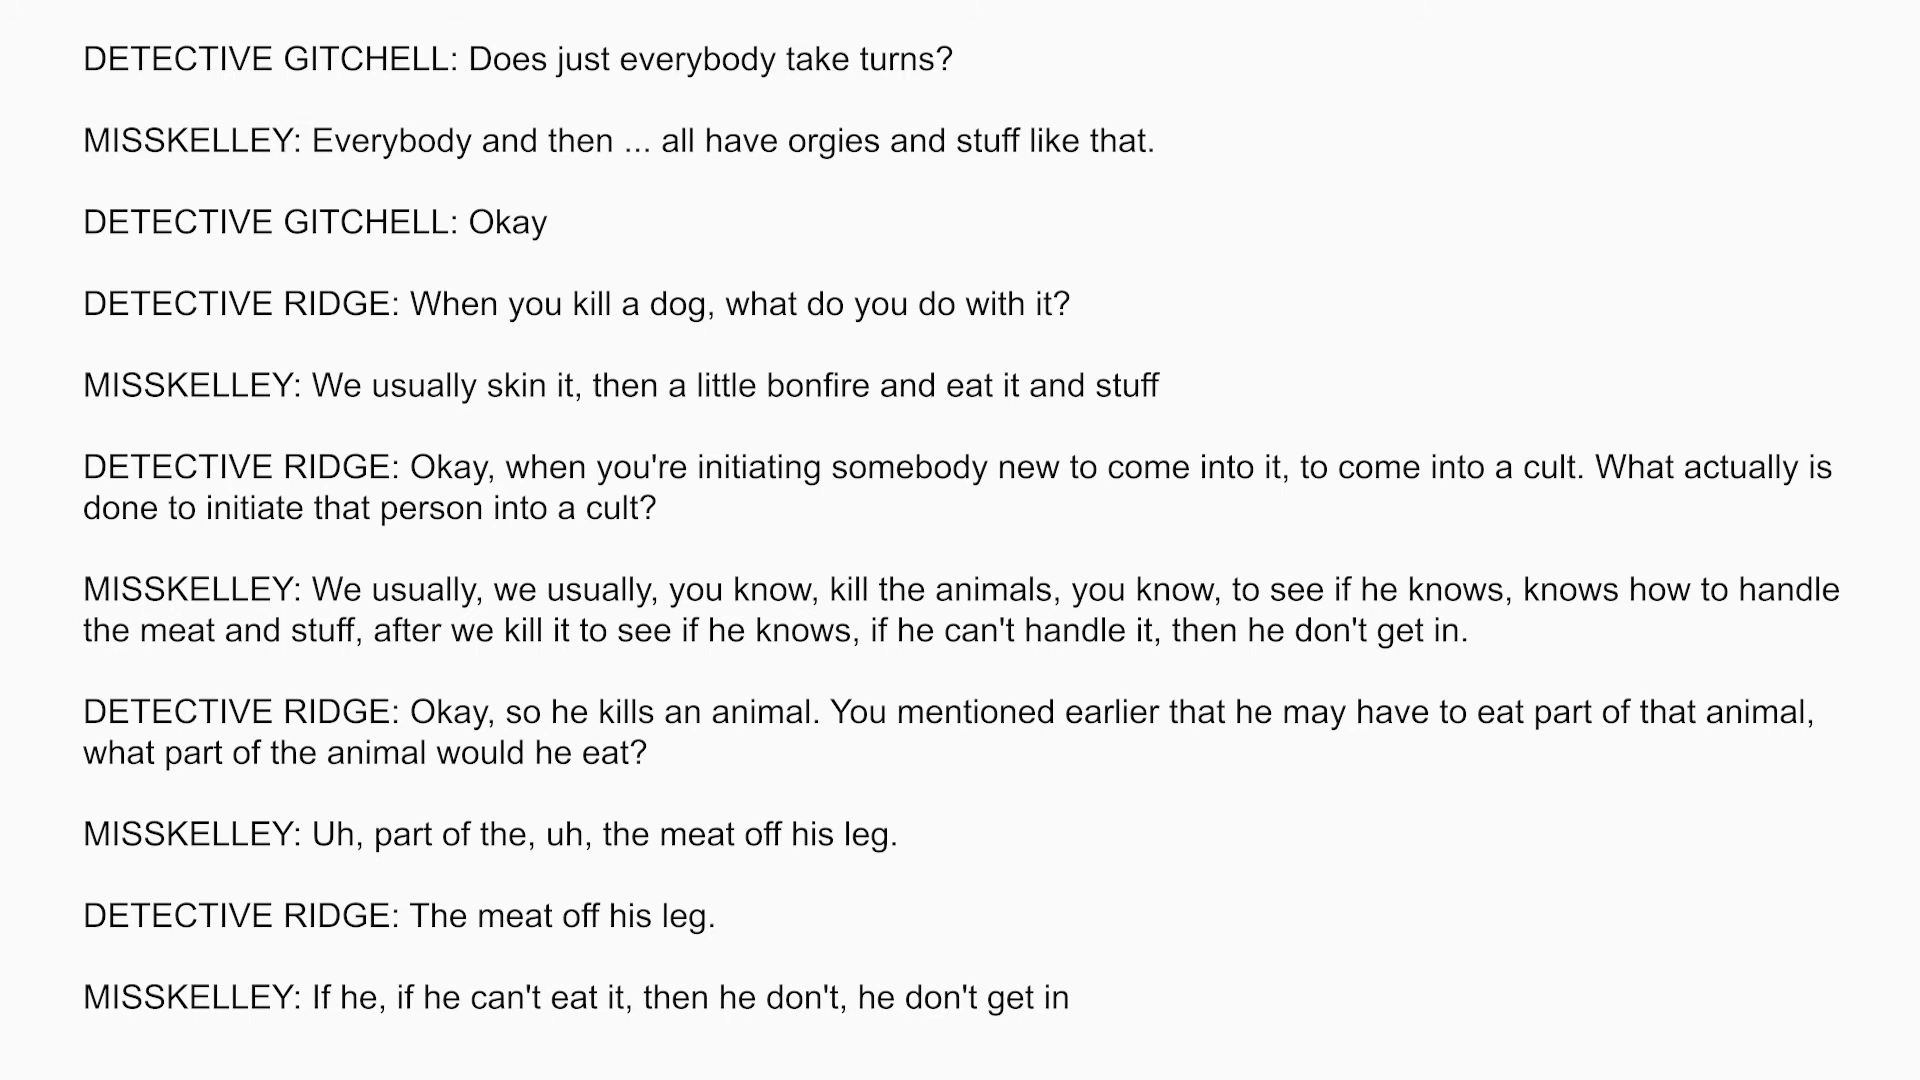 DETECTIVE GITCHELL: Does just everybody take turns?
MISSKELLEY: Everybody and then ... all have orgies and stuff like that.
DETECTIVE GITCHELL: Okay
DETECTIVE RIDGE: When you kill a dog, what do you do with it?
MISSKELLEY: We usually skin it, then a little bonfire and eat it and stuff
DETECTIVE RIDGE: Okay, when you're initiating somebody new to come into it, to come into a cult. What actually is
done to initiate that person into a cult?
MISSKELLEY: We usually, we usually, you know, kill the animals, you know, to see if he knows, knows how to handle
the meat and stuff, after we kill it to see if he knows, if he can't handle it, then he don't get in.
DETECTIVE RIDGE: Okay, so he kills an animal. You mentioned earlier that he may have to eat part of that animal,
what part of the animal would he eat?
MISSKELLEY: Uh, part of the, uh, the meat off his leg.
DETECTIVE RIDGE: The meat off his leg.
MISSKELLEY: If he, if he can't eat it, then he don't, he don't get in